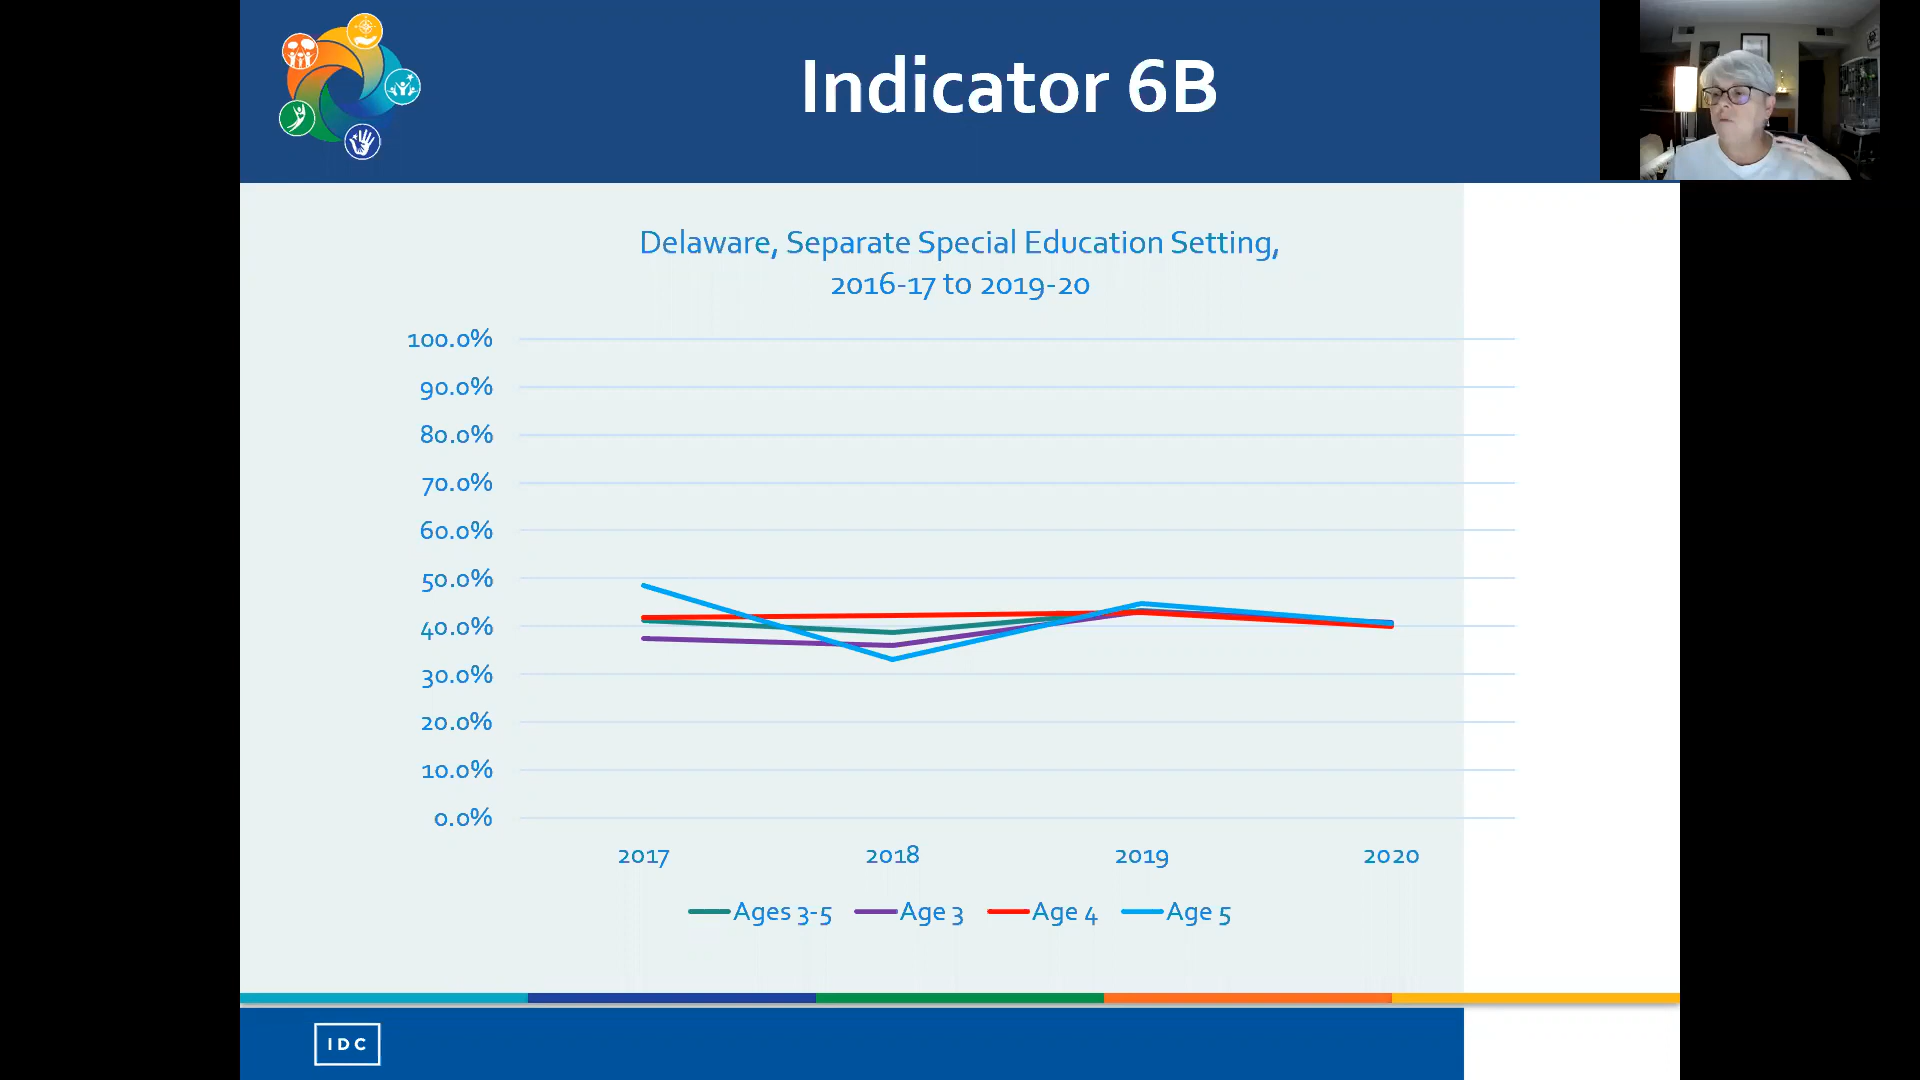 Indicator 6B
Delaware, Separate Special Education Setting,
2016-17 to 2019-20
100.0%
90.0%
80.0%
70.0%
60.0%
50.0%
40.0%
30.0%
20.0%
10.0%
0.0%
2017 2018 2019 2020
Ages 3-5 Age 3 Age 4 Age 5
IDC